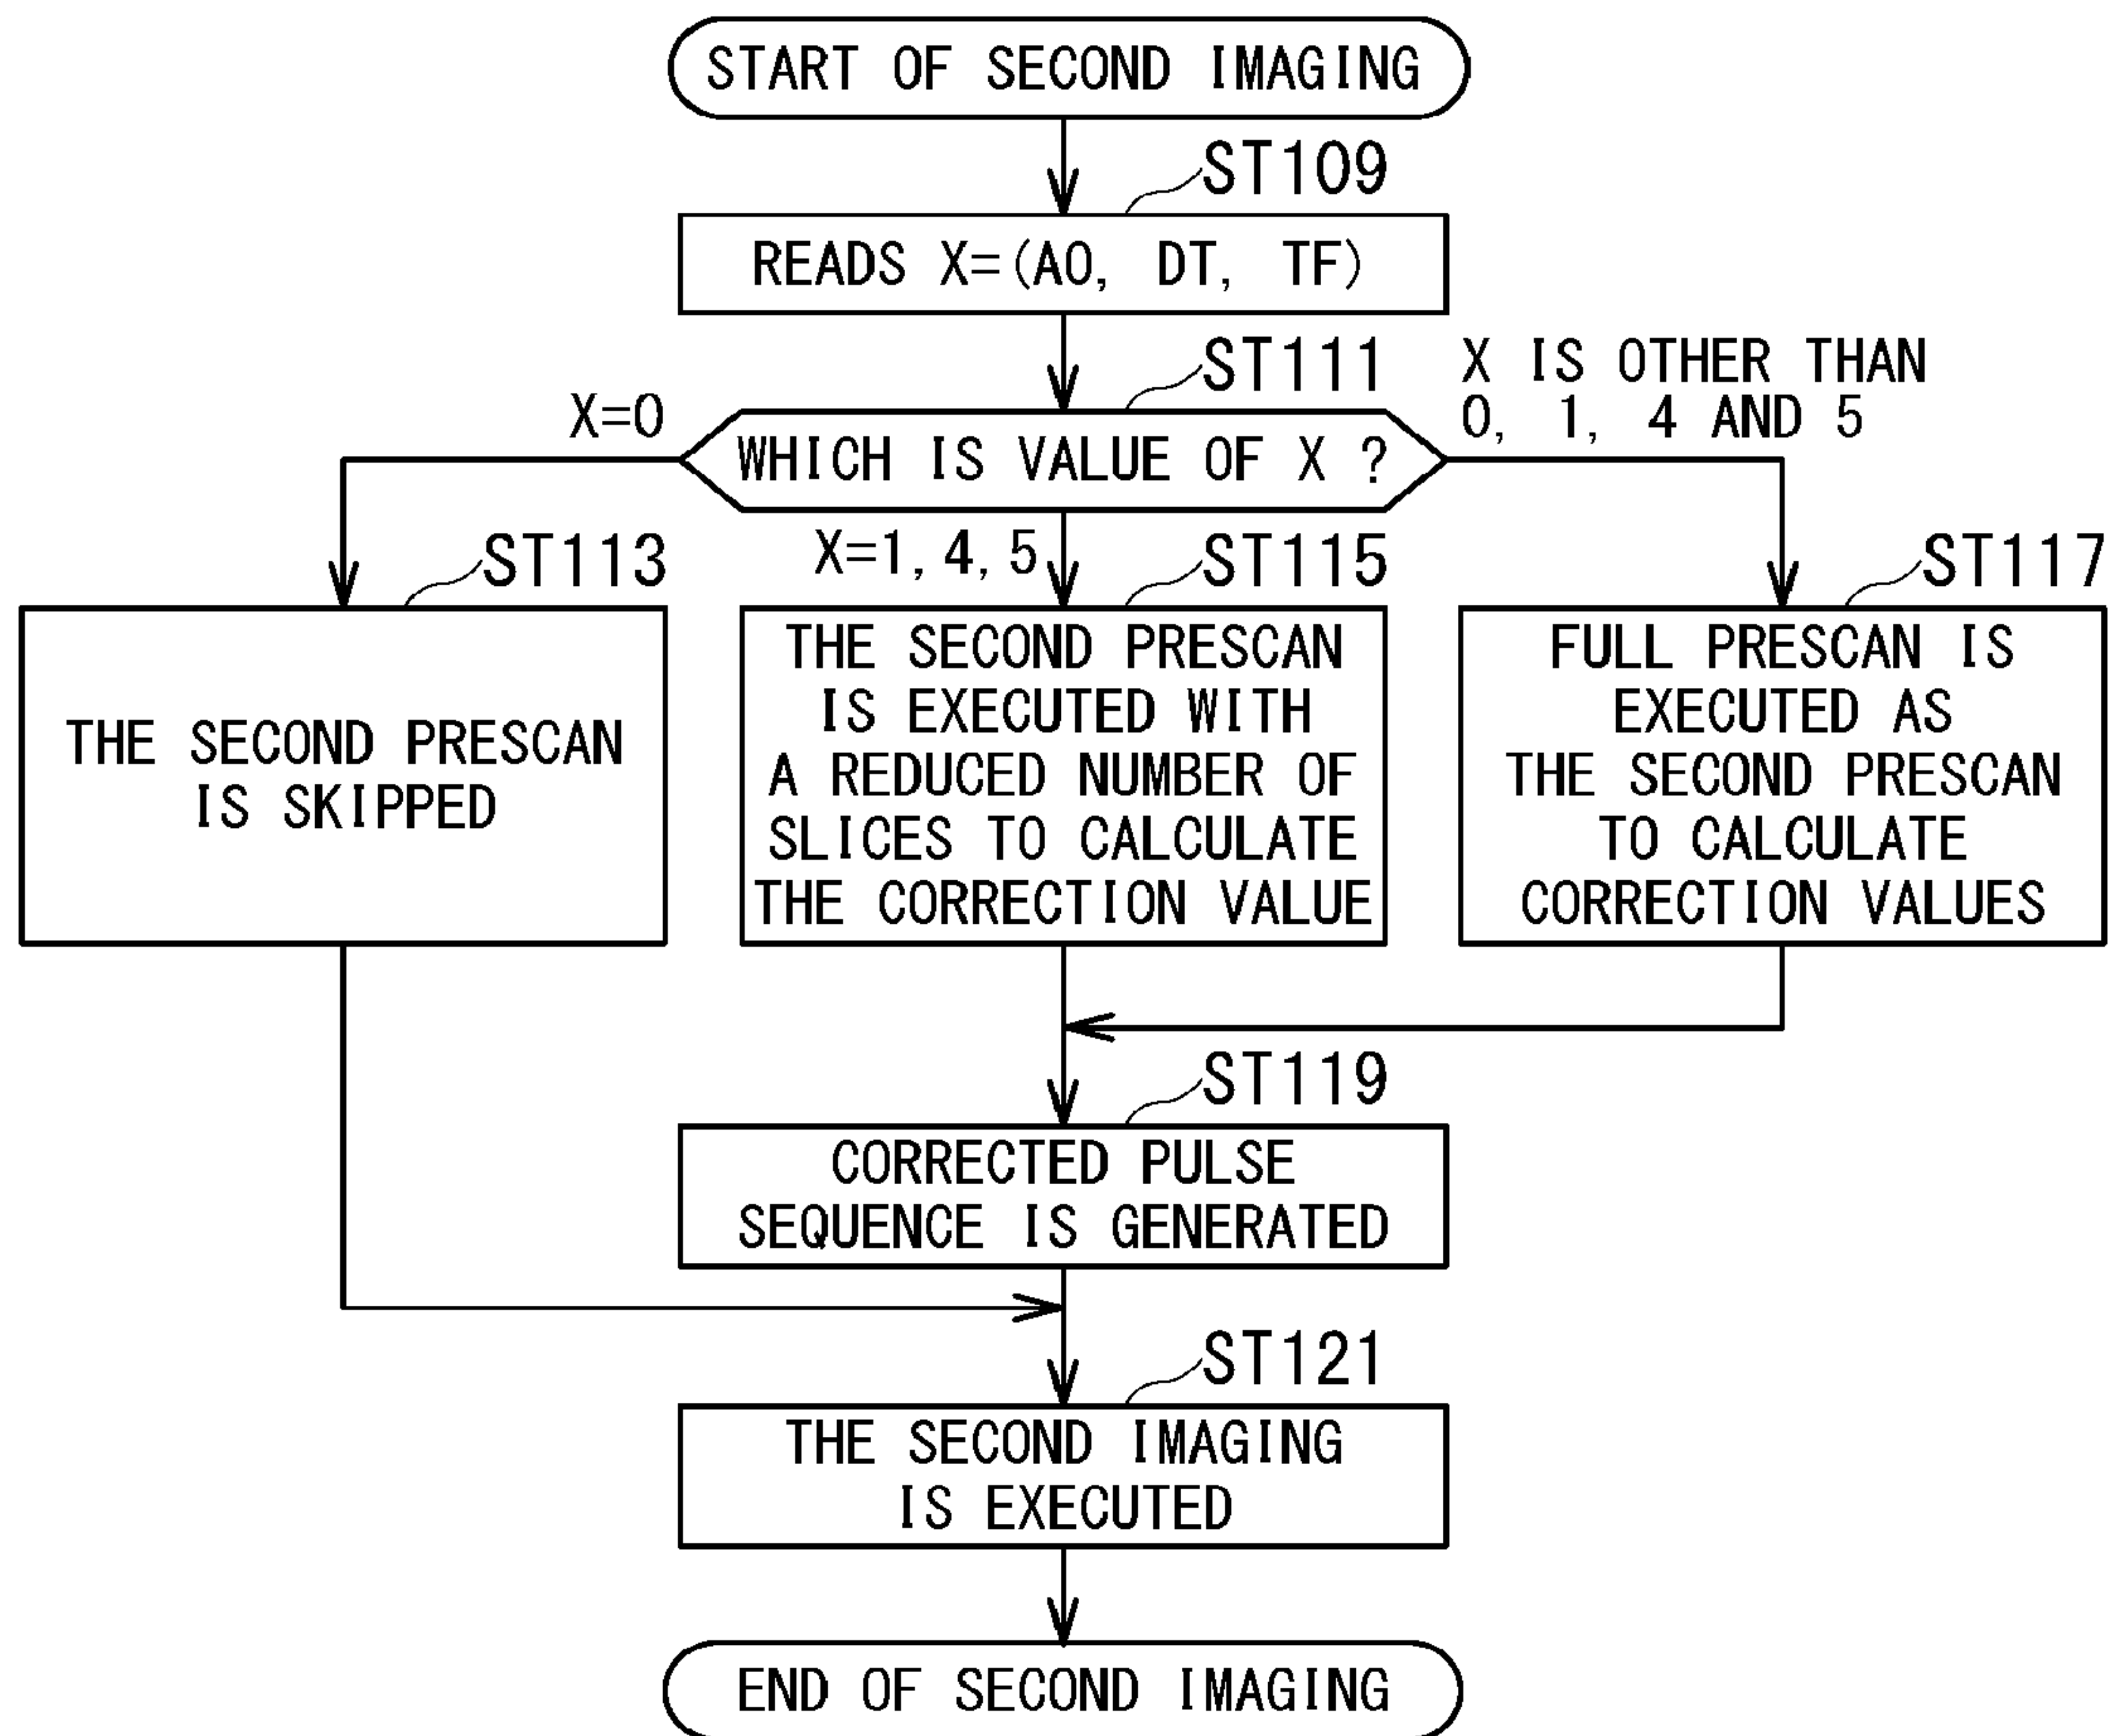 START OF SECOND IMAGING
ST109
READS X=(AO, DT, TF)
ST111
X=0
X IS OTHER THAN
0, 1, 4 AND 5
WHICH IS VALUE OF X ?
X=1, 4, 5
ST113
THE SECOND PRESCAN
IS SKIPPED
ST115
THE SECOND PRESCAN
IS EXECUTED WITH
A REDUCED NUMBER OF
SLICES TO CALCULATE
THE CORRECTION VALUE
ST117
FULL PRESCAN IS
EXECUTED AS
THE SECOND PRESCAN
TO CALCULATE
CORRECTION VALUES
ST119
CORRECTED PULSE
SEQUENCE IS GENERATED
ST121
THE SECOND IMAGING
IS EXECUTED
END OF SECOND IMAGING